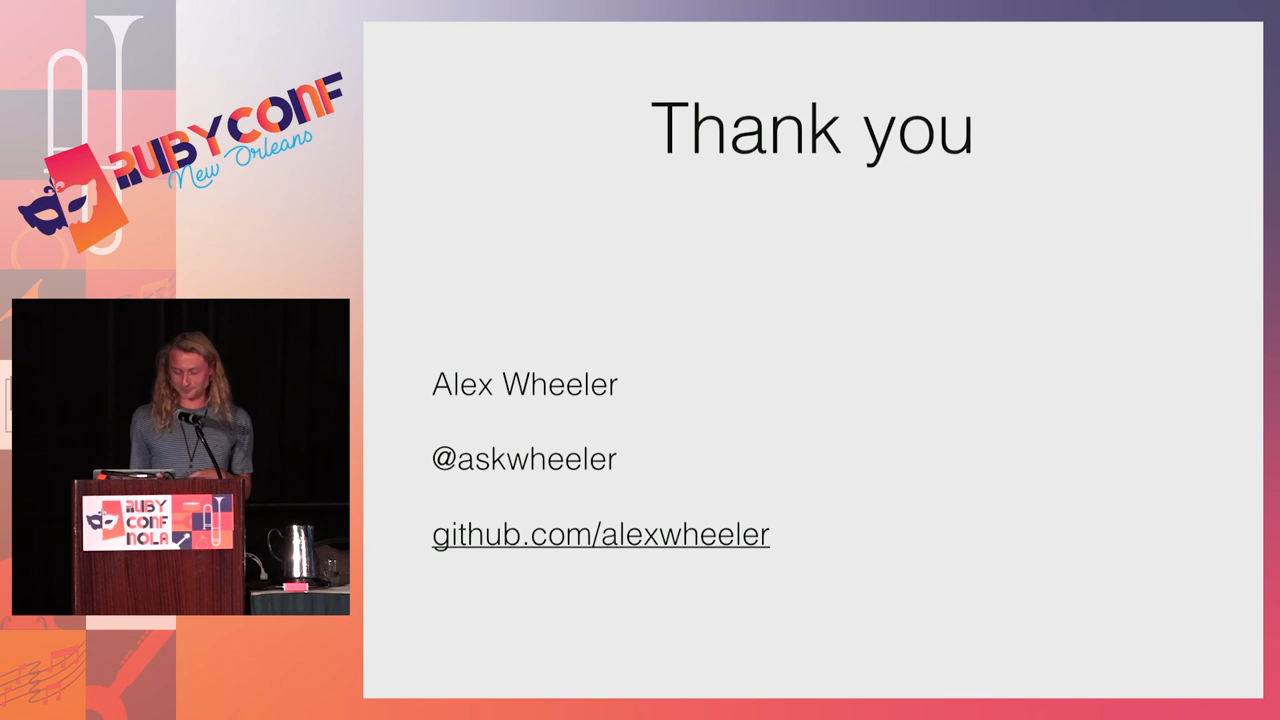 RUBYCONF
New Orleans
RUBY
CONF
NOLA
Thank you
Alex Wheeler
@askwheeler
github.com/alexwheeler